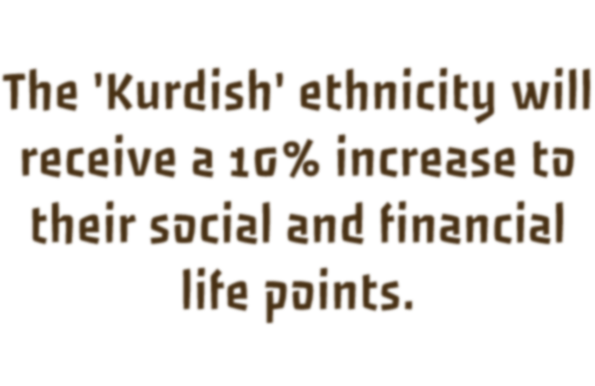 The 'Kurdish' ethnicity will
receive a 10% increase to
their social and financial
life points.